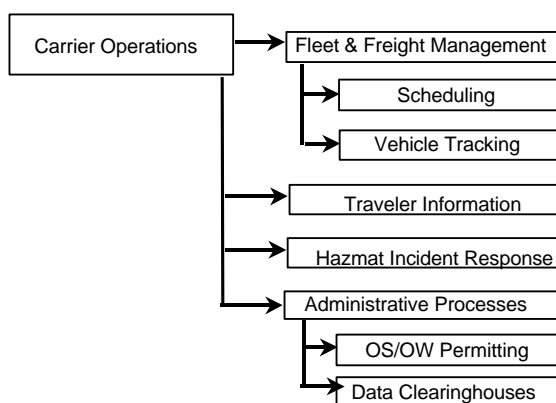 Carrier Operations
Fleet & Freight Management
Scheduling
Vehicle Tracking
Traveler Information
Hazmat Incident Response
Administrative Processes
OS/OW Permitting
Data Clearinghouses